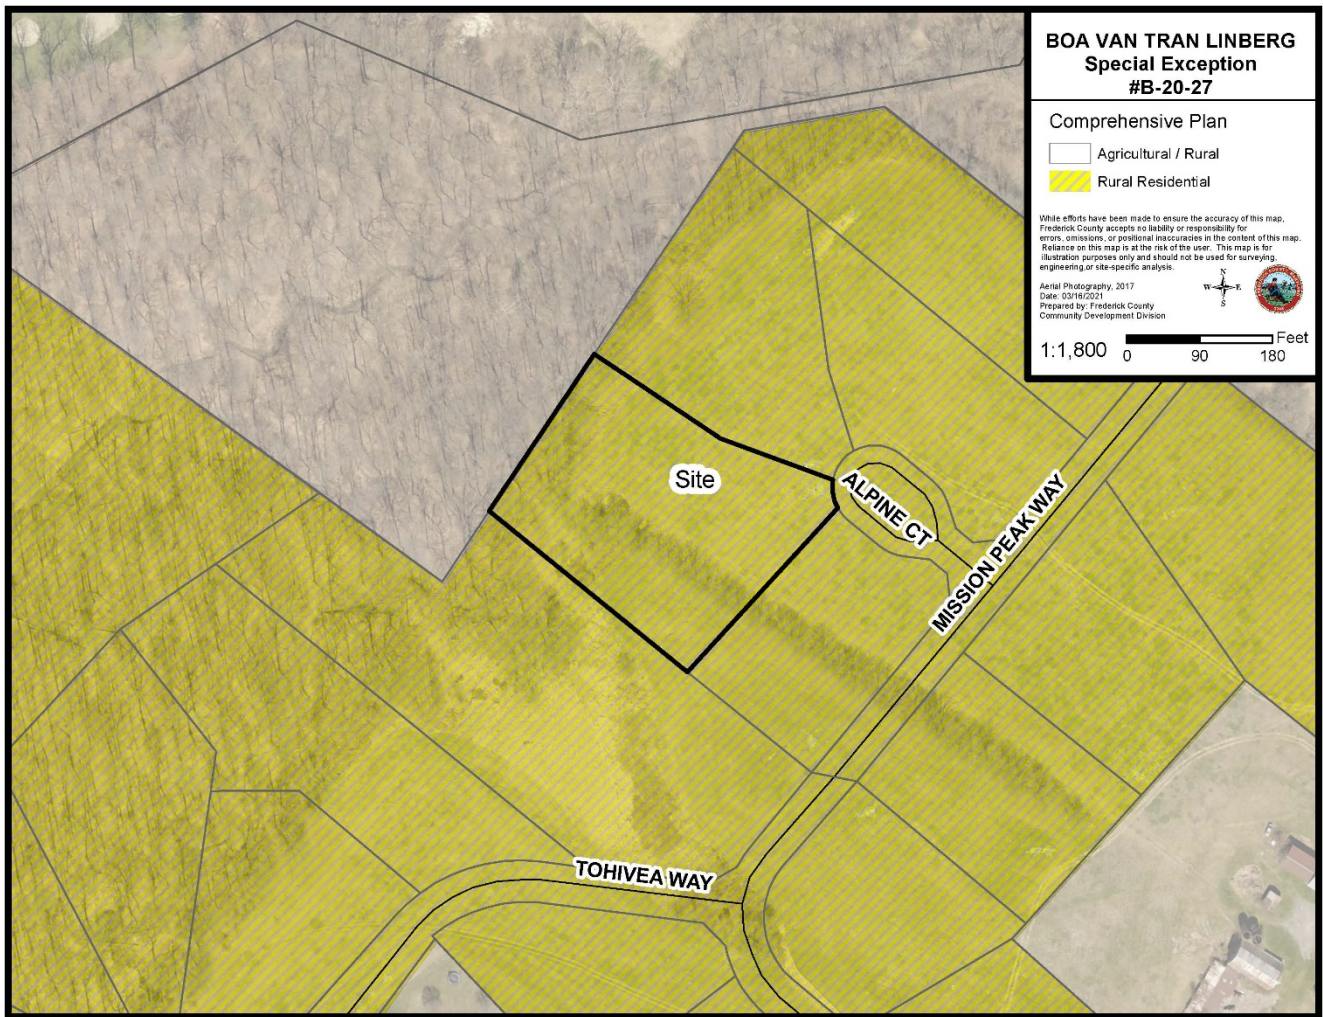 BOA VAN TRAN LINBERG
Special Exception
#B-20-27
Comprehensive Plan
Agricultural / Rural
Rural Residential
While efforts have been made to ensure the accuracy of this map,
Frederick County accepts no liability or responsibility for
errors, omissions, or positional inaccuracies in the content of this map.
Reliance on this map is at the risk of the user. This map is for
illustration purposes only and should not be used for surveying,
engineering,or site-specific analysis.
Aerial Photography, 2017
Date: 03/16/2021
Prepared by: Frederick County
Community Development Division
N
W E
S
1:1,800
Feet
0 90 180
Site
ALPINE CT
MISSION PEAK WAY
TOHIVEA WAY